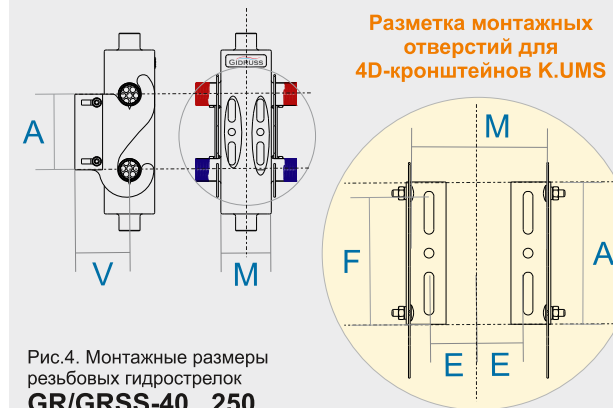 Разметка монтажных
отверстий для
4D-кронштейнов K.UMS
GIDRUSS
A
V
M
M
F
A
E E
Рис.4. Монтажные размеры
резьбовых гидрострелок
GR/GRSS-40...250